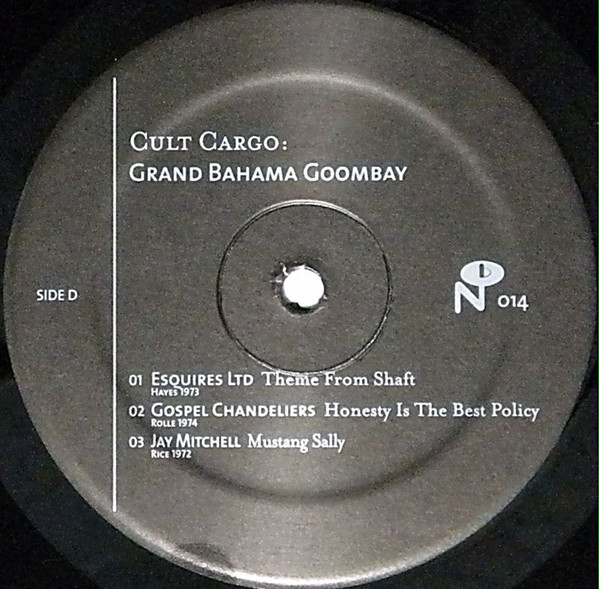 Cult Cargo:
Grand Bahama Goombay
SIDE D
N 014
01 Esquires Ltd Theme From Shaft
Hayes 1973
02 Gospel Chandeliers Honesty Is The Best Policy
Rolle 1974
03 Jay Mitchell Mustang Sally
Rice 1972